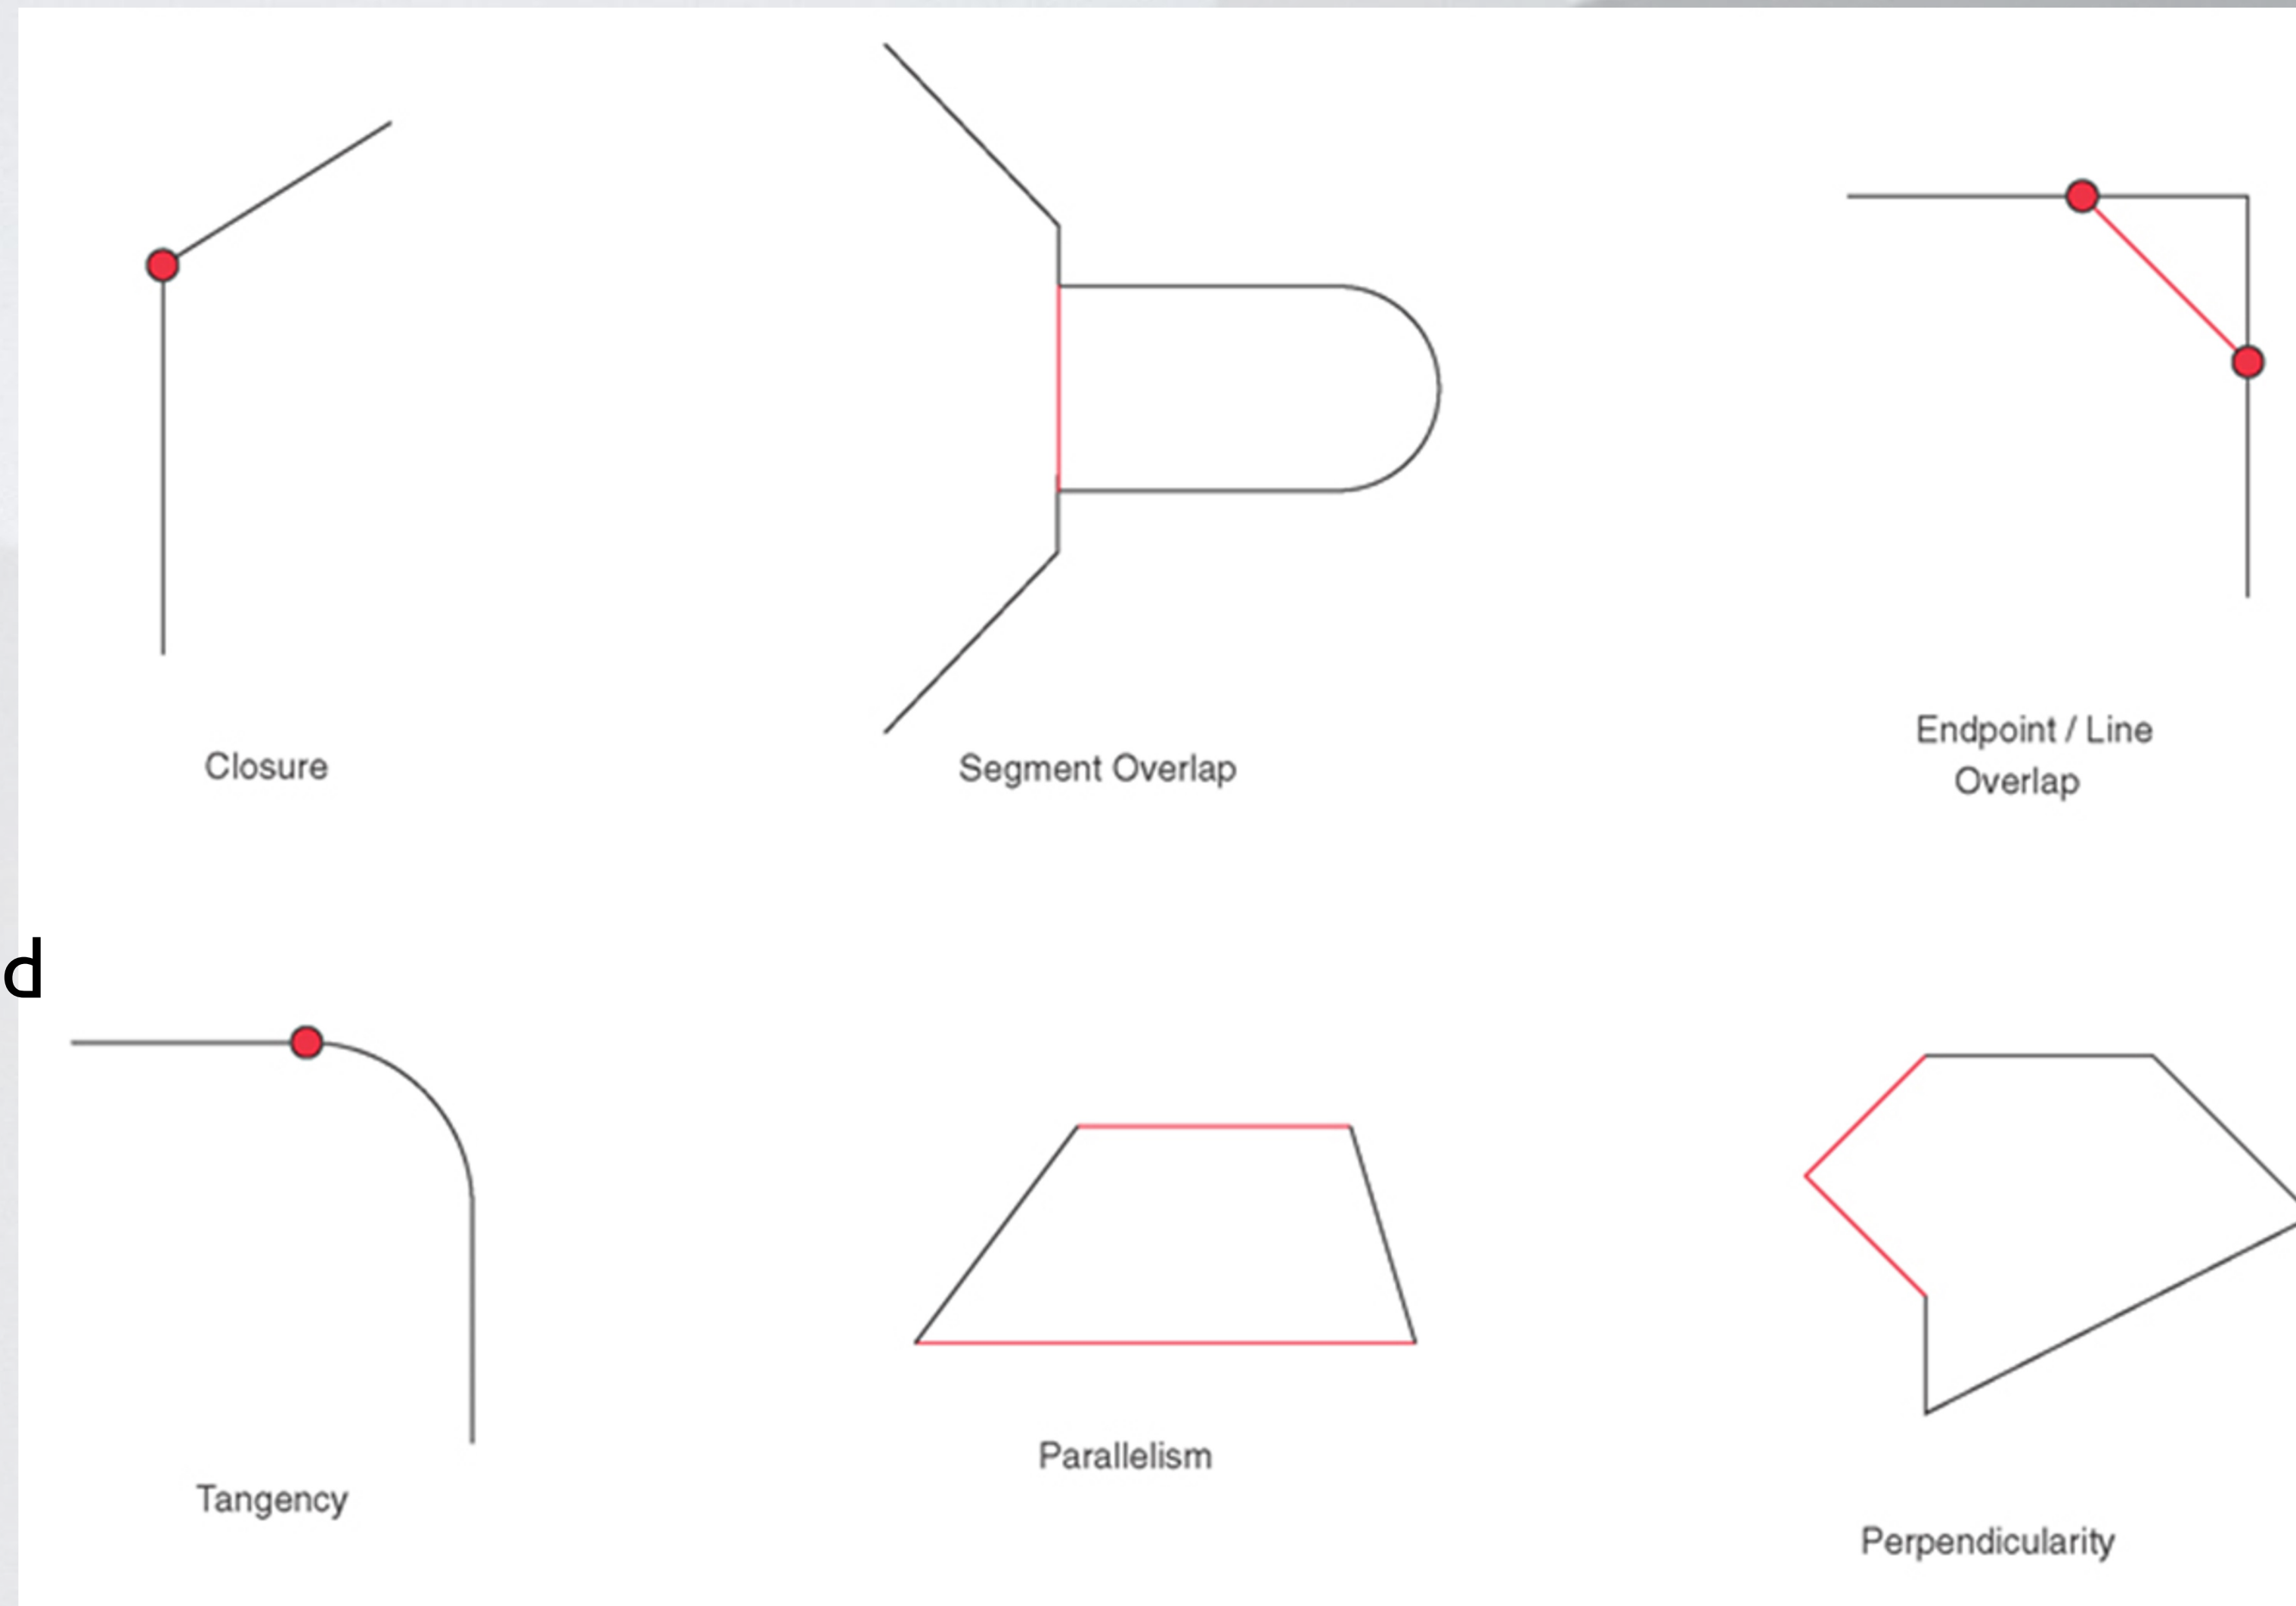 Closure
Segment Overlap
Endpoint / Line
Overlap
d
Tangency
Parallelism
Perpendicularity